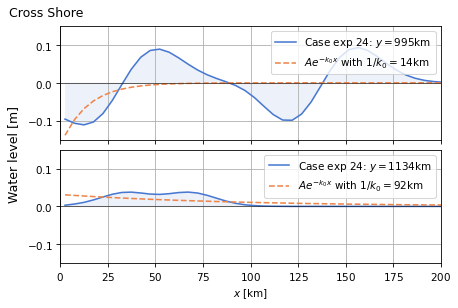 Cross Shore
Water level [m]
0.1
0.0
−0.1
Case exp 24: y = 995km
Ae^{−k₀x} with 1/k₀ = 14km
0.1
0.0
−0.1
Case exp 24: y = 1134km
Ae^{−k₀x} with 1/k₀ = 92km
0 25 50 75 100 125 150 175 200
x [km]